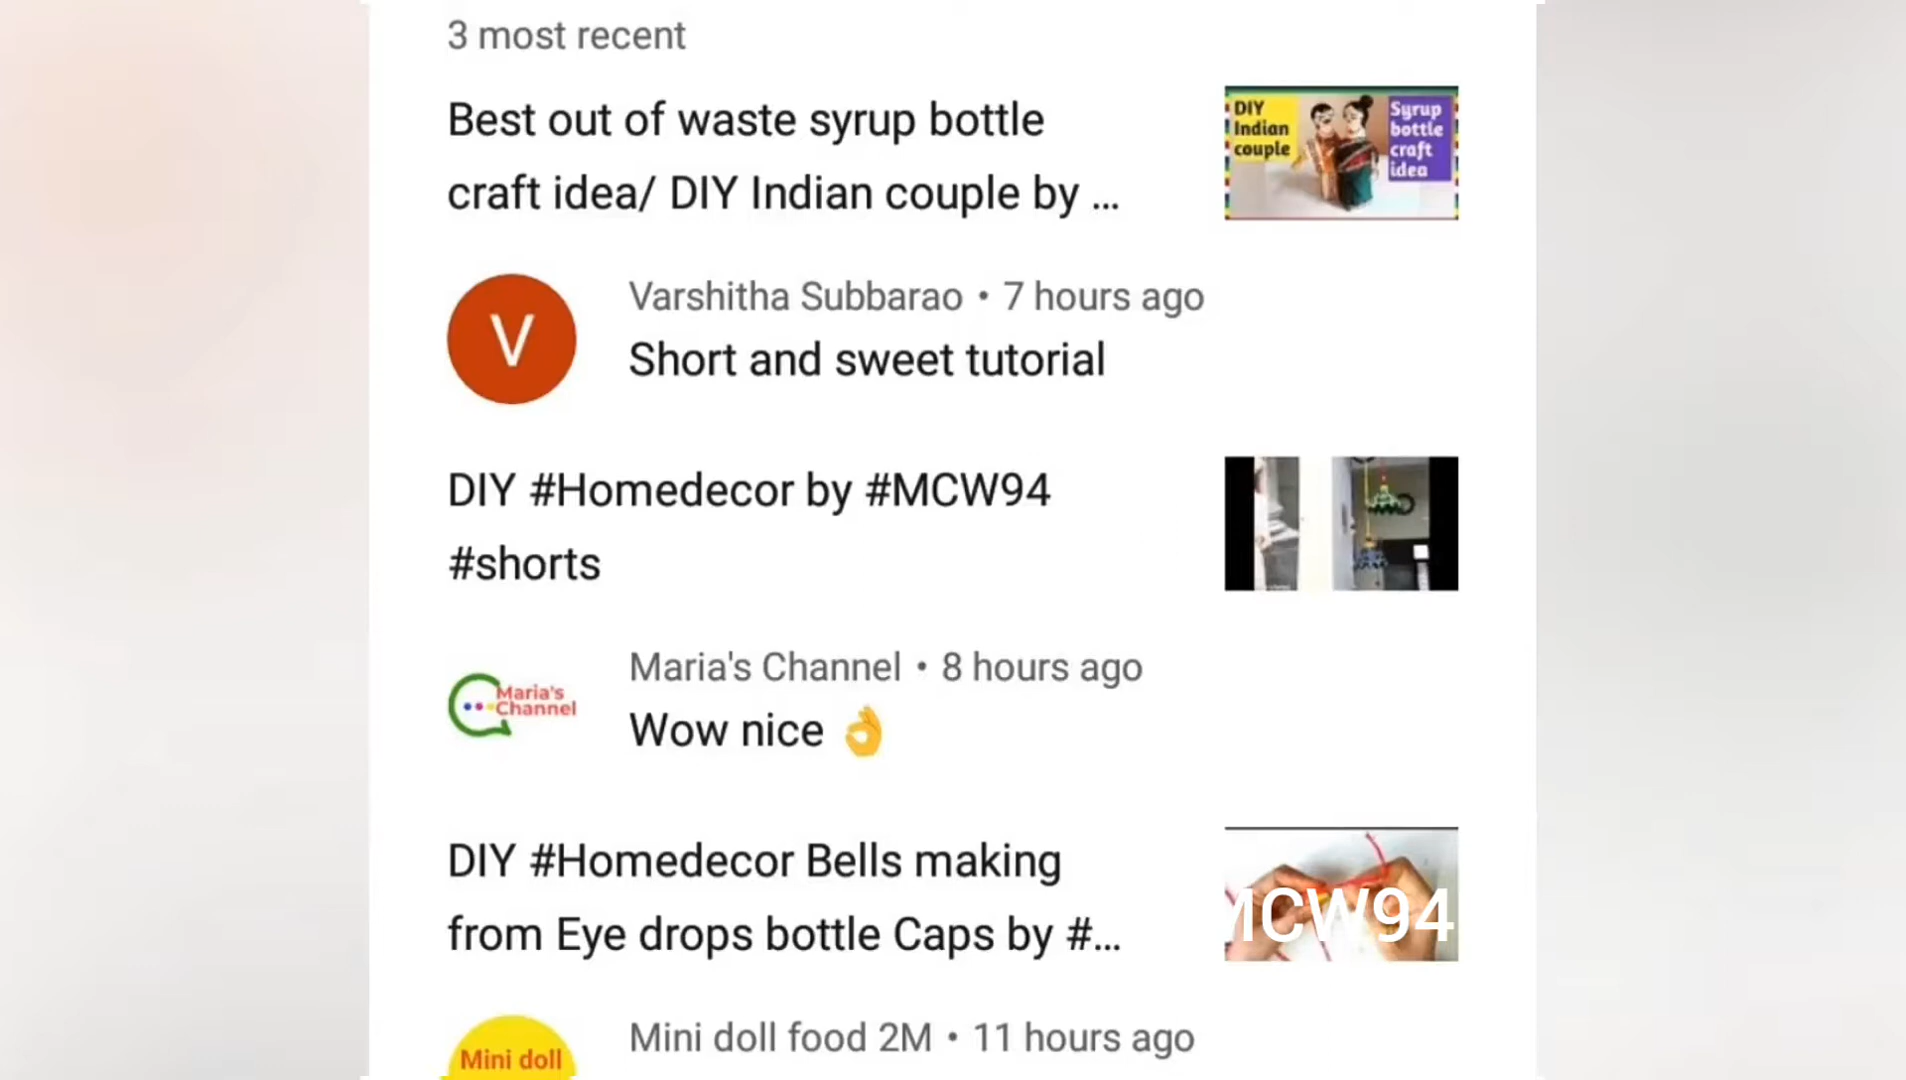 3 most recent
Best out of waste syrup bottle
craft idea/ DIY Indian couple by ...
DIY
Indian
couple
Syrup
bottle
craft
idea
V
Varshitha Subbarao • 7 hours ago
Short and sweet tutorial
DIY #Homedecor by #MCW94
#shorts
Maria's
Channel
Maria's Channel • 8 hours ago
Wow nice 👌
DIY #Homedecor Bells making
from Eye drops bottle Caps by #...
MCW94
Mini doll
Mini doll food 2M • 11 hours ago